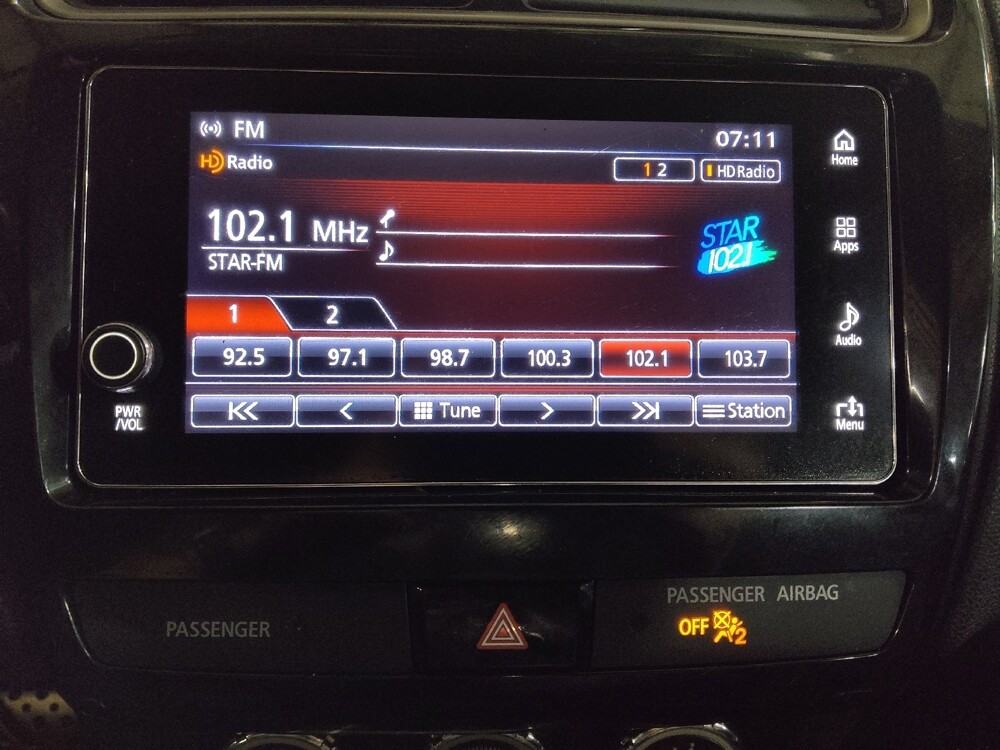 FM
07:11
HD Radio
1 2
HD Radio
102.1 MHz
STAR-FM
STAR
102.1
1
2
92.5
97.1
98.7
100.3
102.1
103.7
Tune
Station
PWR
/VOL
Home
Apps
Audio
Menu
PASSENGER
PASSENGER AIRBAG
OFF
2